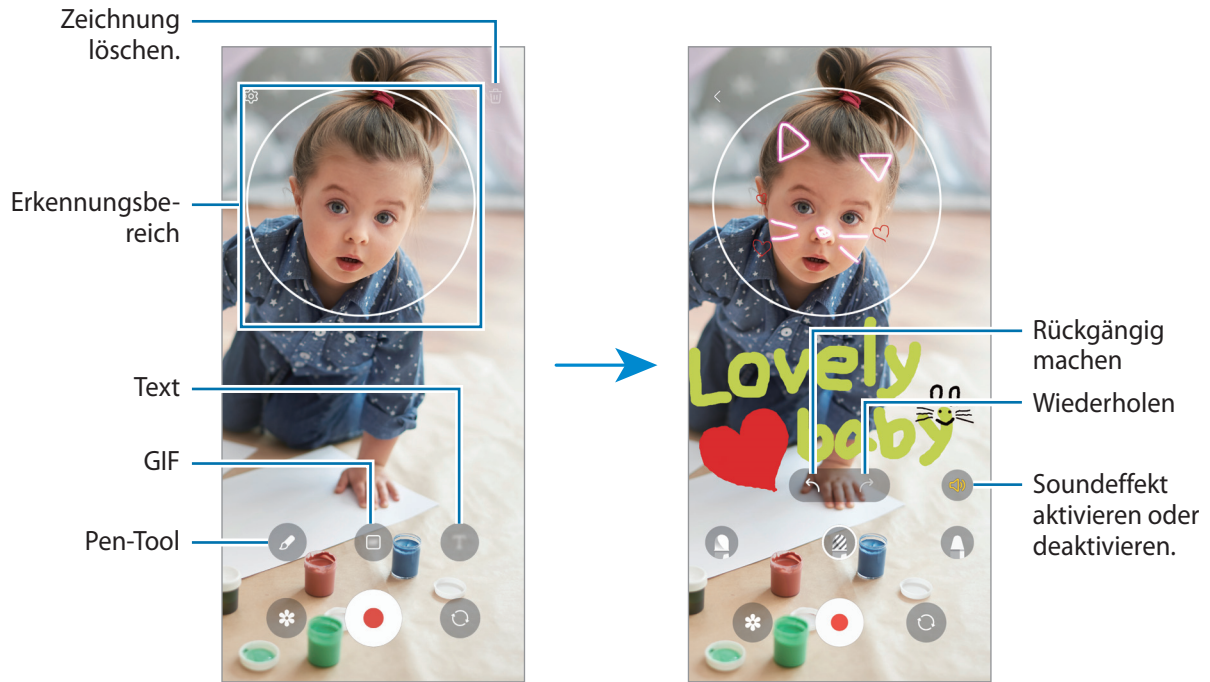 Zeichnung
löschen.
Erkennungsbe-
reich
Text
GIF
Pen-Tool
T
Lovely
baby
Rückgängig
machen
Wiederholen
Soundeffekt
aktivieren oder
deaktivieren.